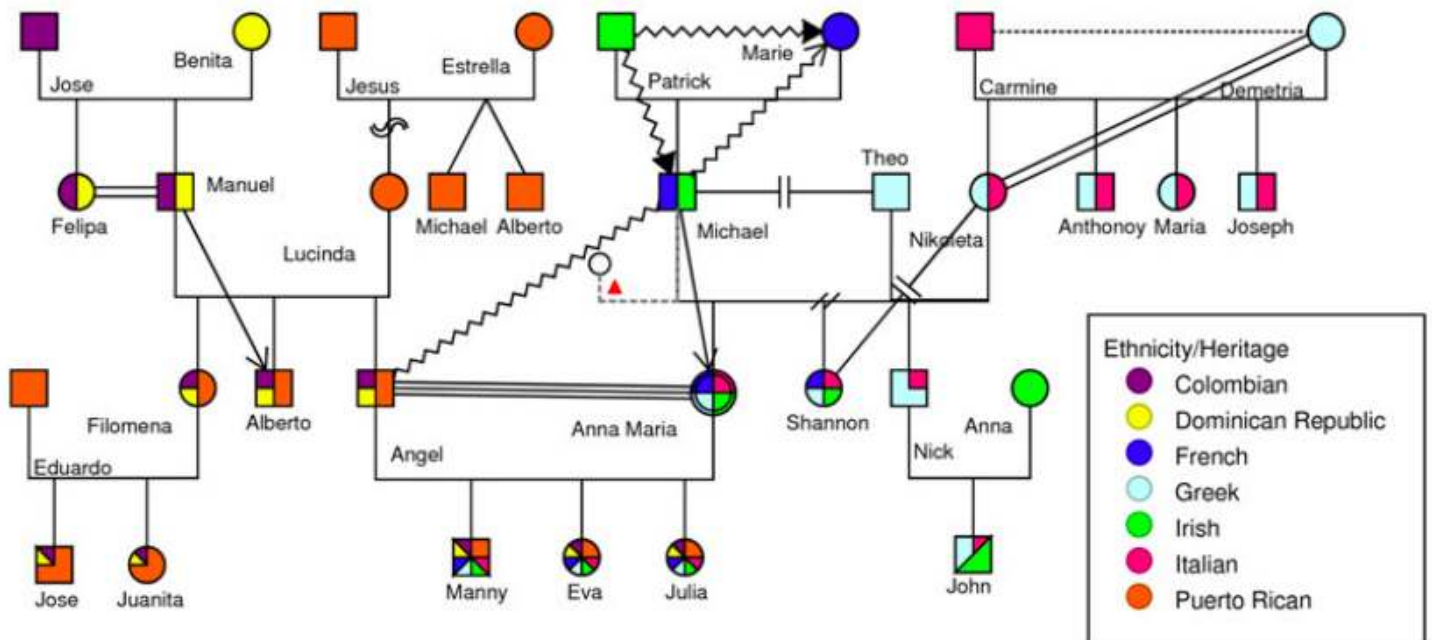 Jose
Benita
Jesus
Estrella
Patrick
Marie
Carmine
Demetria
Felipa
Manuel
Lucinda
Michael
Alberto
Michael
Theo
Nikoleta
Anthonoy
Maria
Joseph
Eduardo
Filomena
Alberto
Angel
Anna Maria
Shannon
Nick
Anna
Jose
Juanita
Manny
Eva
Julia
John
Ethnicity/Heritage
Colombian
Dominican Republic
French
Greek
Irish
Italian
Puerto Rican